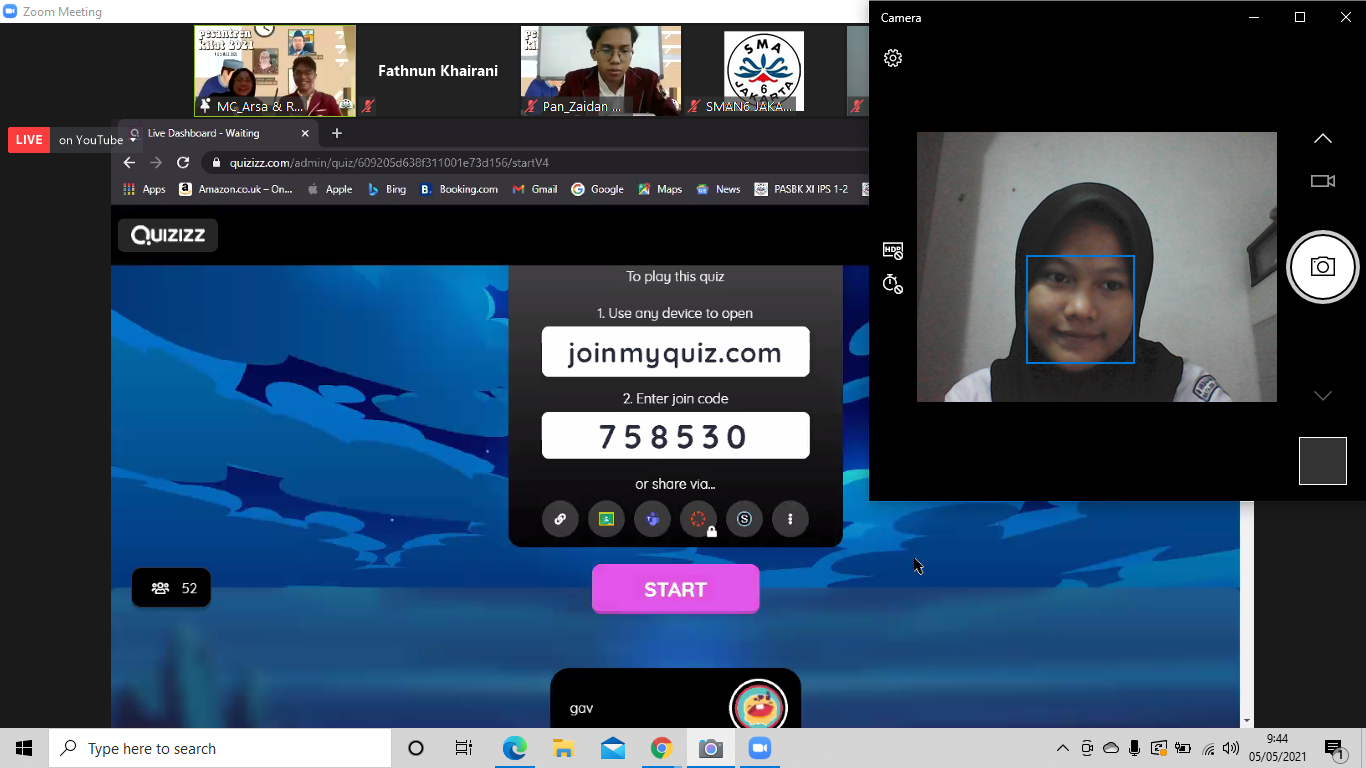 Zoom Meeting
Camera
pesantren
kilat 2021
MC_Arsa & R...
Fathnun Khairani
Pan_Zaidan ...
SMA
6
JAKARTA
SMAN6 JAKA...
LIVE
on YouTube
Live Dashboard - Waiting
quizizz.com/admin/quiz/609205d638f311001e73d156/startV4
Apps
Amazon.co.uk – On...
Apple
Bing
Booking.com
Gmail
Google
Maps
News
PASBK XI IPS 1-2
Quizizz
To play this quiz
1. Use any device to open
joinmyquiz.com
2. Enter join code
758530
or share via...
HDR
52
START
gav
Type here to search
9:44
05/05/2021
1